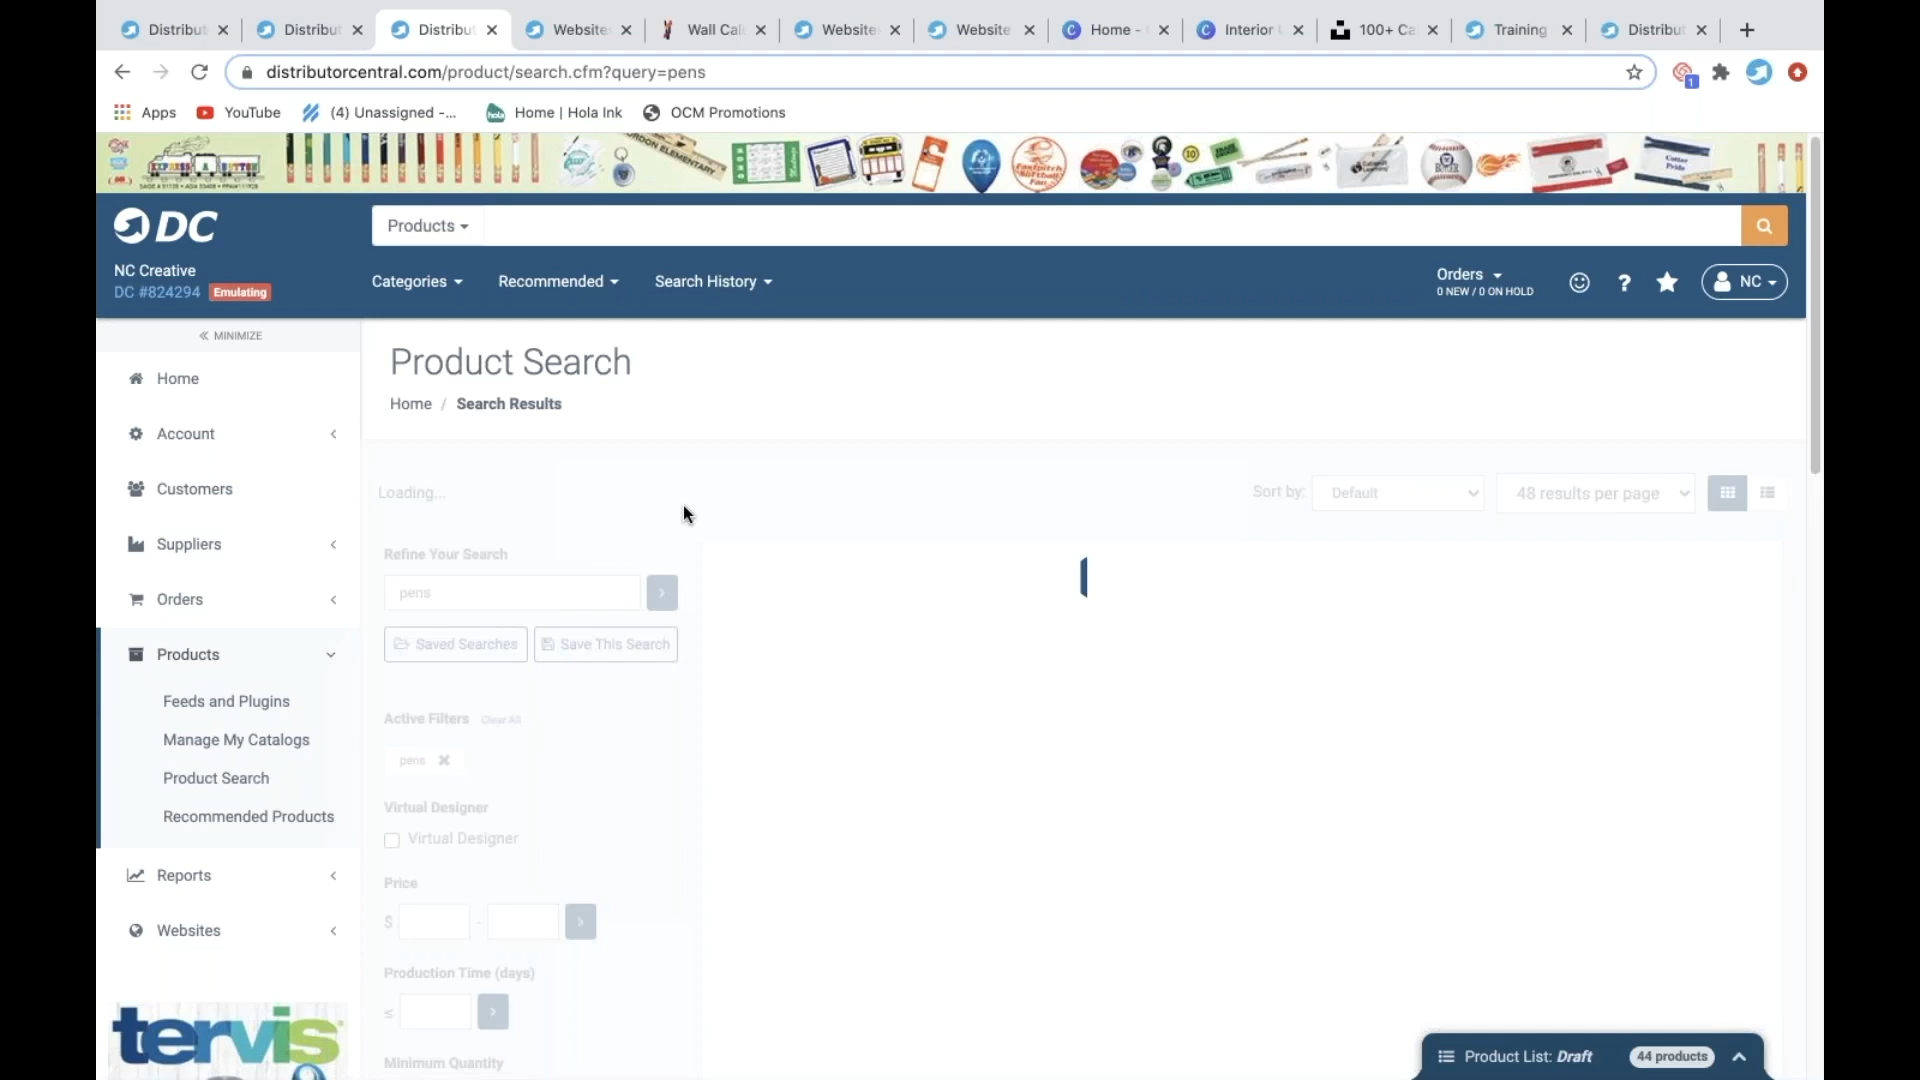 Distribut
Distribut
Distribut
Website
Wall Cal
Website
Website
Home -
Interior
100+ Ca
Training
Distribut
distributorcentral.com/product/search.cfm?query=pens
1
Apps
YouTube
(4) Unassigned -...
hola
Home | Hola Ink
OCM Promotions
EXPRESS A BUTTON
DC
Products
NC Creative
DC #824294 Emulating
Categories
Recommended
Search History
Orders
0 NEW / 0 ON HOLD
?
NC
MINIMIZE
Home
Account
Customers
Suppliers
Orders
Products
Feeds and Plugins
Manage My Catalogs
Product Search
Recommended Products
Reports
Websites
tervis
Product Search
Home / Search Results
Loading...
Sort by: Default
48 results per page
Refine Your Search
pens
Saved Searches
Save This Search
Active Filters Clear All
pens
Virtual Designer
Virtual Designer
Price
$ -
Production Time (days)
≤
Minimum Quantity
Product List: Draft 44 products